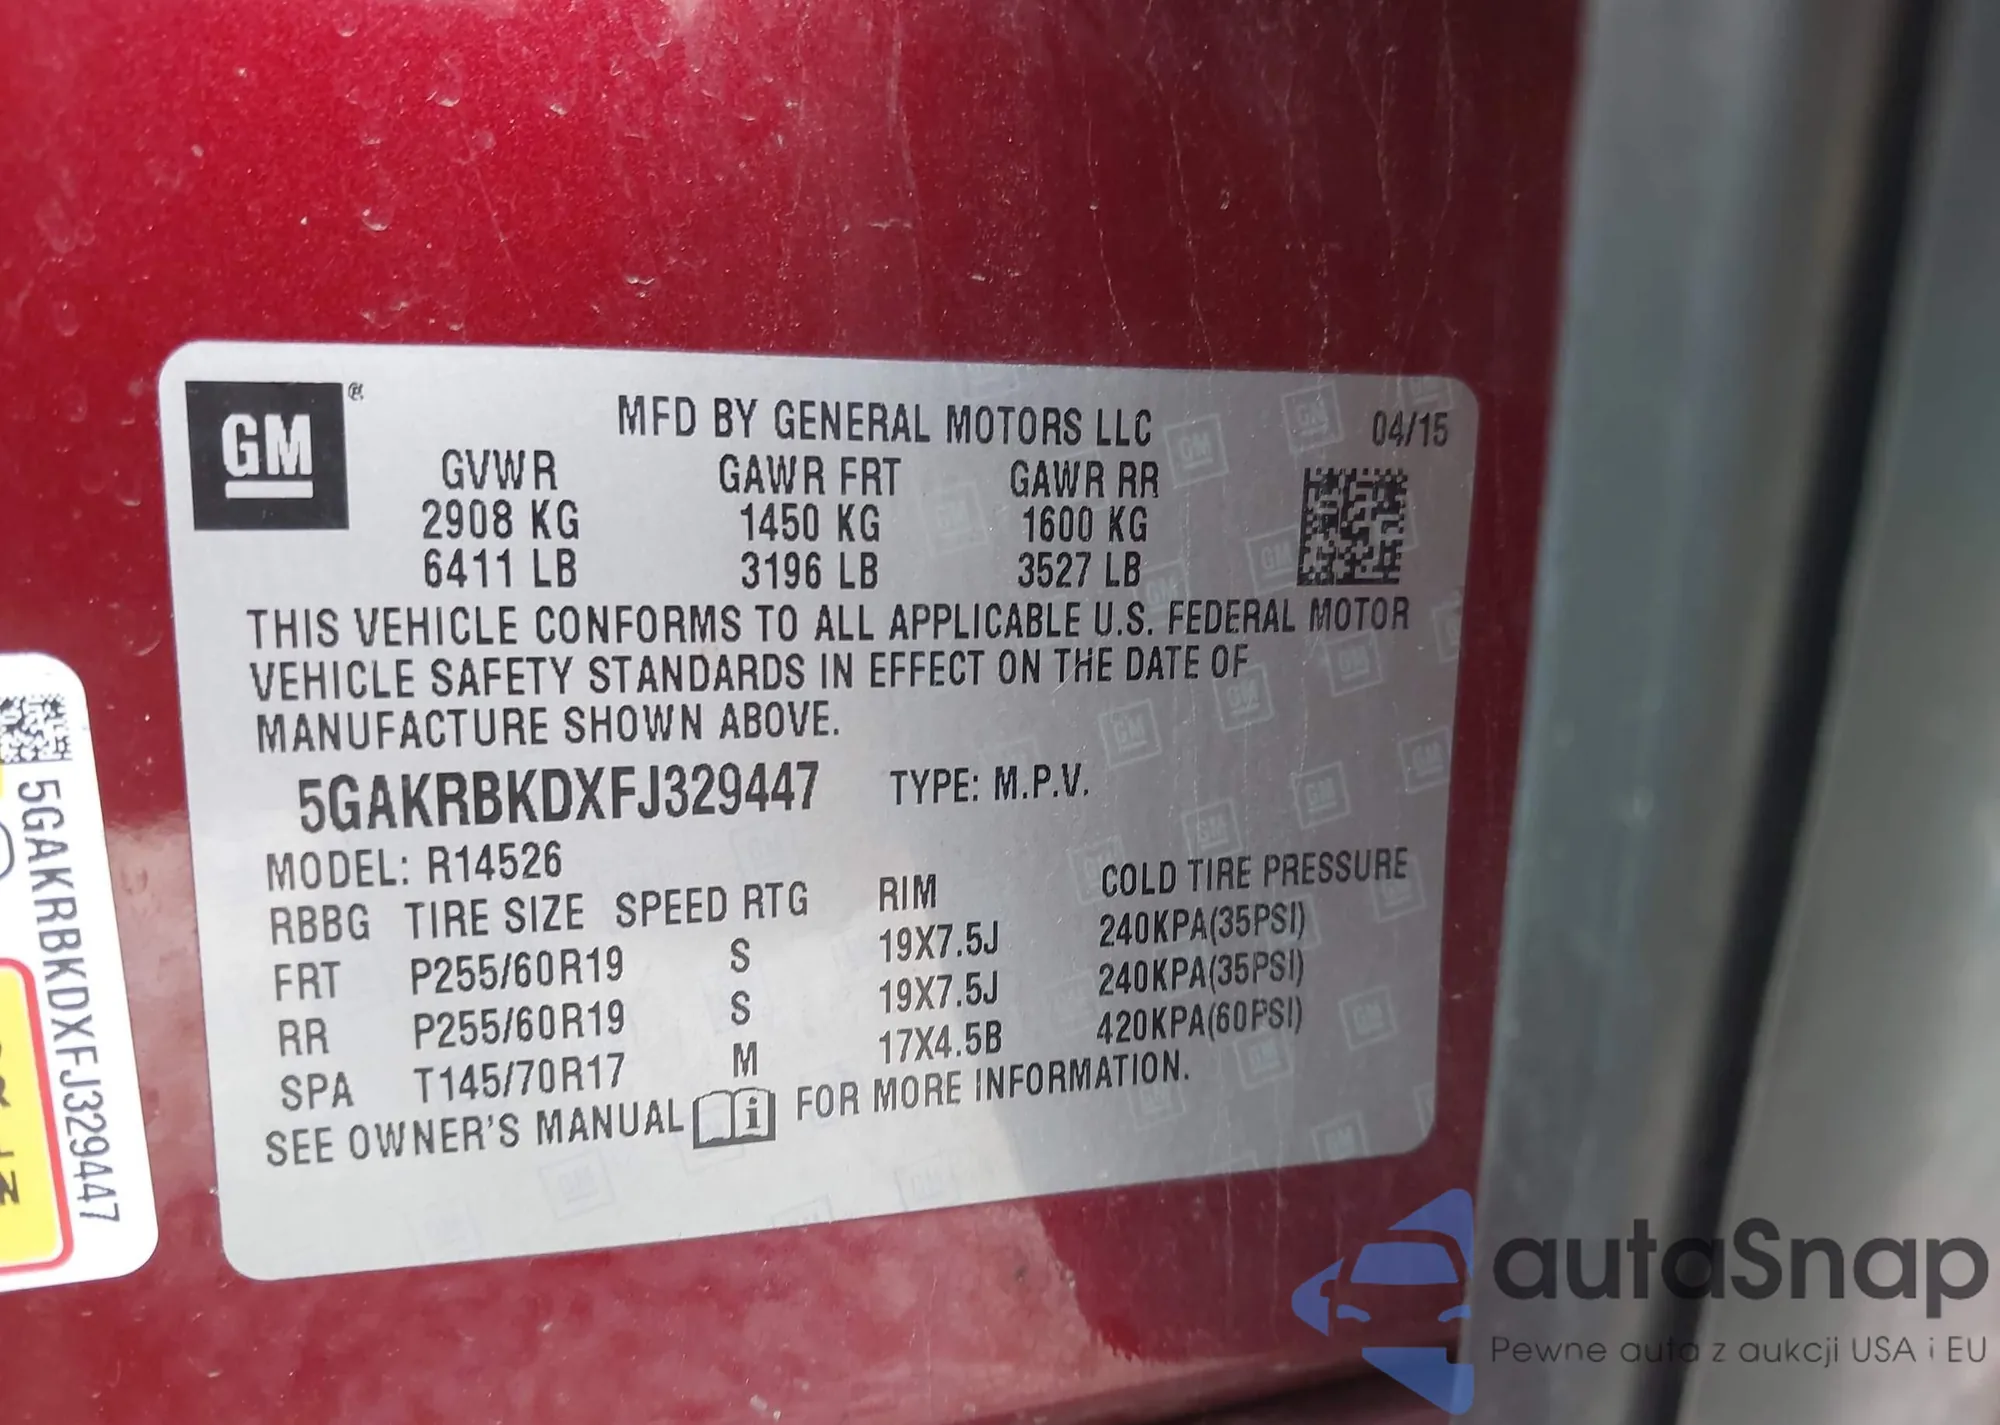 GM
MFD BY GENERAL MOTORS LLC 04/15
GVWR GAWR FRT GAWR RR
2908 KG 1450 KG 1600 KG
6411 LB 3196 LB 3527 LB
THIS VEHICLE CONFORMS TO ALL APPLICABLE U.S. FEDERAL MOTOR
VEHICLE SAFETY STANDARDS IN EFFECT ON THE DATE OF
MANUFACTURE SHOWN ABOVE.
5GAKRBKDXFJ329447 TYPE: M.P.V.
MODEL: R14526
RBBG TIRE SIZE SPEED RTG RIM COLD TIRE PRESSURE
FRT P255/60R19 S 19X7.5J 240KPA(35PSI)
RR P255/60R19 S 19X7.5J 240KPA(35PSI)
SPA T145/70R17 M 17X4.5B 420KPA(60PSI)
SEE OWNER'S MANUAL i FOR MORE INFORMATION.
5GAKRBKDXFJ329447
autaSnap
Pewne auta z aukcji USA i EU